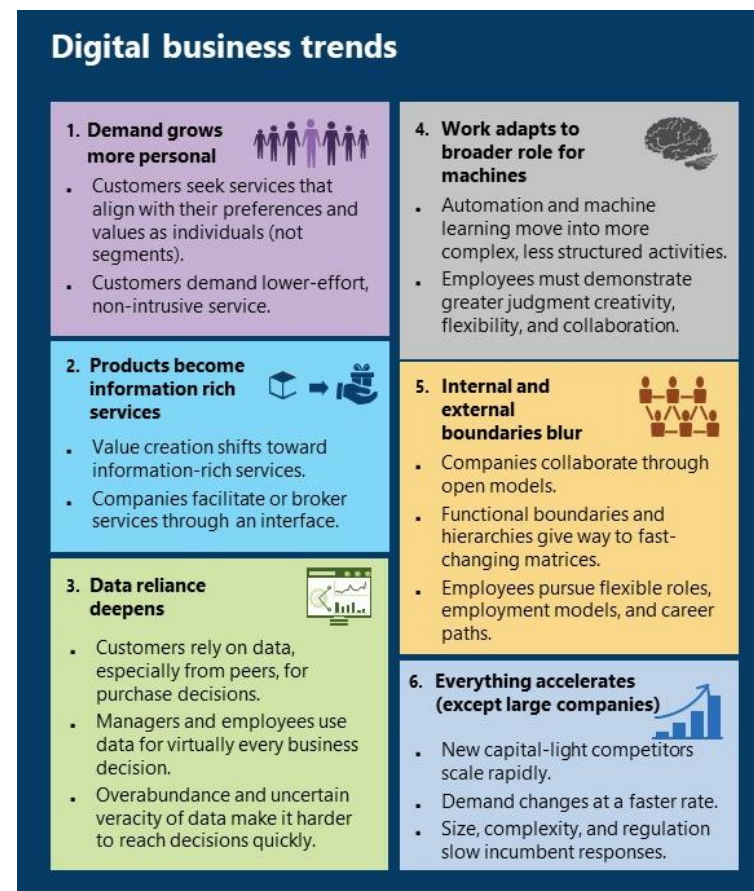 Digital business trends
1. Demand grows
more personal
▪ Customers seek services that
align with their preferences and
values as individuals (not
segments).
▪ Customers demand lower-effort,
non-intrusive service.
2. Products become
information rich
services
▪ Value creation shifts toward
information-rich services.
▪ Companies facilitate or broker
services through an interface.
3. Data reliance
deepens
▪ Customers rely on data,
especially from peers, for
purchase decisions.
▪ Managers and employees use
data for virtually every business
decision.
▪ Overabundance and uncertain
veracity of data make it harder
to reach decisions quickly.
4. Work adapts to
broader role for
machines
▪ Automation and machine
learning move into more
complex, less structured activities.
▪ Employees must demonstrate
greater judgment creativity,
flexibility, and collaboration.
5. Internal and
external
boundaries blur
▪ Companies collaborate through
open models.
▪ Functional boundaries and
hierarchies give way to fast-
changing matrices.
▪ Employees pursue flexible roles,
employment models, and career
paths.
6. Everything accelerates
(except large companies)
▪ New capital-light competitors
scale rapidly.
▪ Demand changes at a faster rate.
▪ Size, complexity, and regulation
slow incumbent responses.